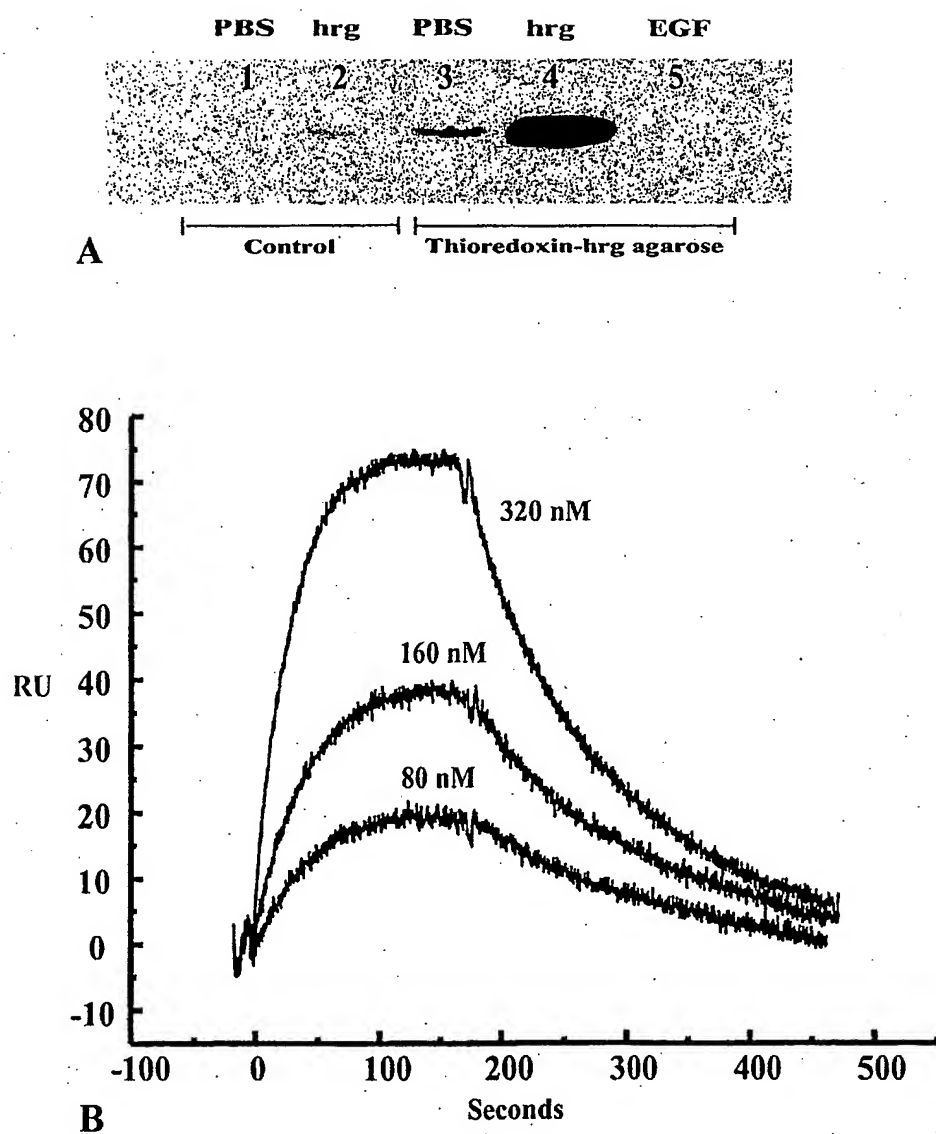 PBS hrg PBS hrg EGF
1 2 3 4 5
Control Thioredoxin-hrg agarose
A
80
70
320 nM
60
50
160 nM
RU 40
30
80 nM
20
10
0
-10
-100 0 100 200 300 400 500
Seconds
B